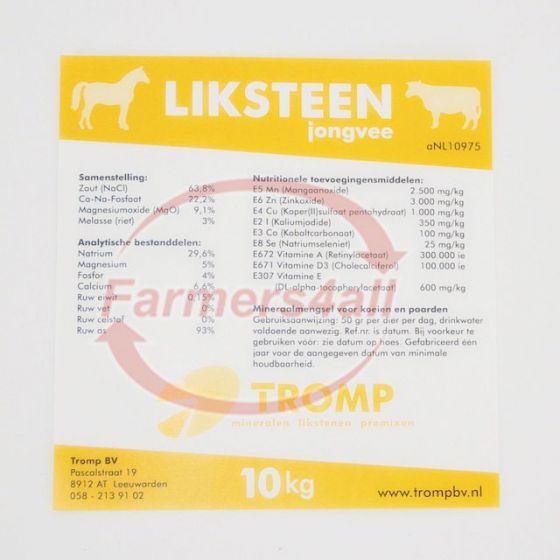 LIKSTEEN
jongvee
aNL10975
Samenstelling:
Zout (NaCl) 63,8%
Ca-Na-Fosfaat 22,2%
Magnesiumoxide (MgO) 9,1%
Melasse (riet) 3%
Analytische bestanddelen:
Natrium 29,6%
Magnesium 5%
Fosfor 4%
Calcium 6,6%
Ruw eiwit 0,15%
Ruw vet 0%
Ruw celstof 0%
Ruw as 93%
Nutritionele toevoegingsmiddelen:
E5 Mn (Mangaanoxide) 2.500 mg/kg
E6 Zn (Zinkoxide) 3.000 mg/kg
E4 Cu (Koper(II)sulfaat pentohydraat) 1.000 mg/kg
E2 I (Kaliumjodide) 350 mg/kg
E3 Co (Kobaltcarbonaat) 100 mg/kg
E8 Se (Natriumseleniet) 25 mg/kg
E672 Vitamine A (Retinylacetaat) 300.000 ie
E671 Vitamine D3 (Cholecalciferol) 100.000 ie
E307 Vitamine E
(DL-alpha-tocopherylacetaat) 600 mg/kg
Mineraalmengsel voor koeien en paarden
Gebruiksaanwijzing: 50 gr per dier per dag, drinkwater
voldoende aanwezig. Ref.nr. is datum. Bij voorkeur te
gebruiken vóór: zie datum op foes. Gefabriceerd één
jaar voor de aangegeven datum van minimale
houdbaarheid.
Farmers4all
TROMP
mineralen likstenen premixen
Tromp BV
Pascalstraat 19
8912 AT Leeuwarden
058 - 213 91 02
10kg
www.trompbv.nl